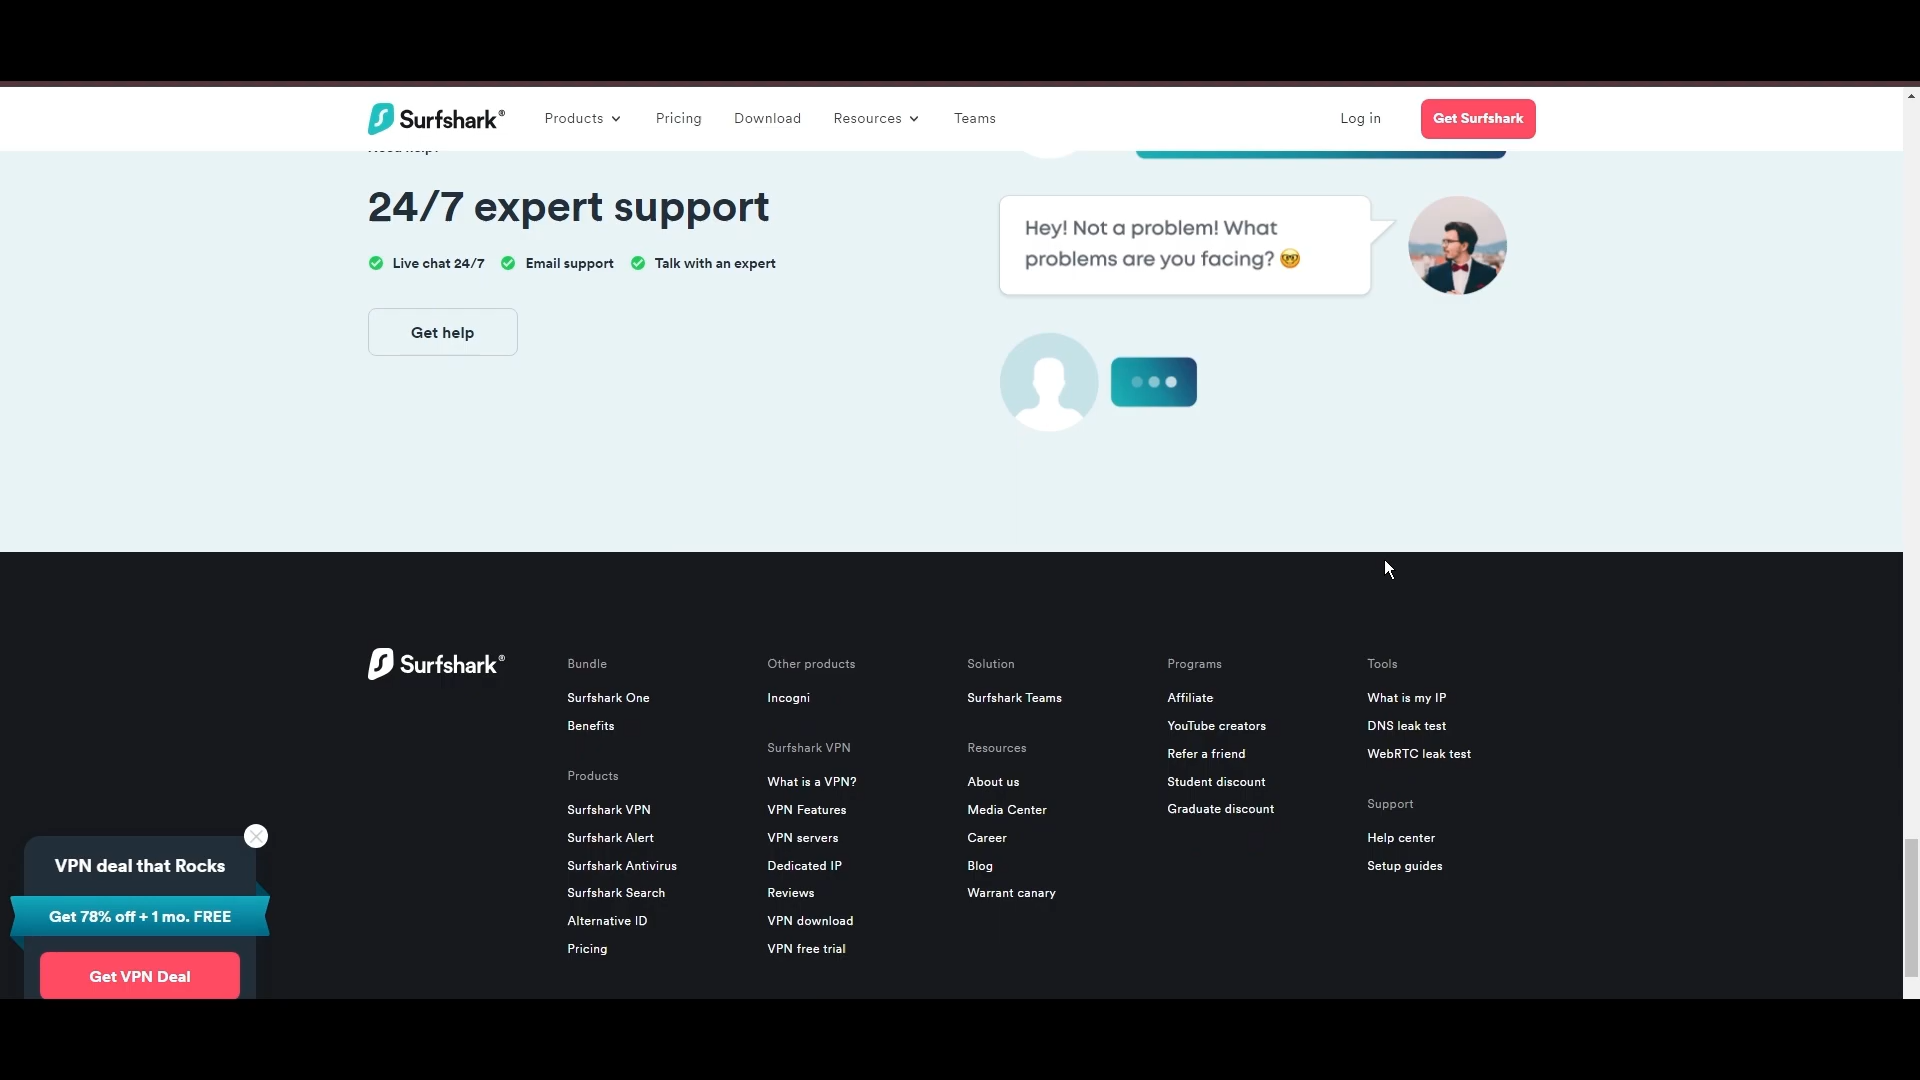 Surfshark®
Products
Pricing
Download
Resources
Teams
Log in
Get Surfshark
24/7 expert support
Live chat 24/7
Email support
Talk with an expert
Get help
Hey! Not a problem! What
problems are you facing? 🤓
Surfshark®
Bundle
Surfshark One
Benefits
Products
Surfshark VPN
Surfshark Alert
Surfshark Antivirus
Surfshark Search
Alternative ID
Pricing
Other products
Incogni
Surfshark VPN
What is a VPN?
VPN Features
VPN servers
Dedicated IP
Reviews
VPN download
VPN free trial
Solution
Surfshark Teams
Resources
About us
Media Center
Career
Blog
Warrant canary
Programs
Affiliate
YouTube creators
Refer a friend
Student discount
Graduate discount
Tools
What is my IP
DNS leak test
WebRTC leak test
Support
Help center
Setup guides
VPN deal that Rocks
Get 78% off + 1 mo. FREE
Get VPN Deal